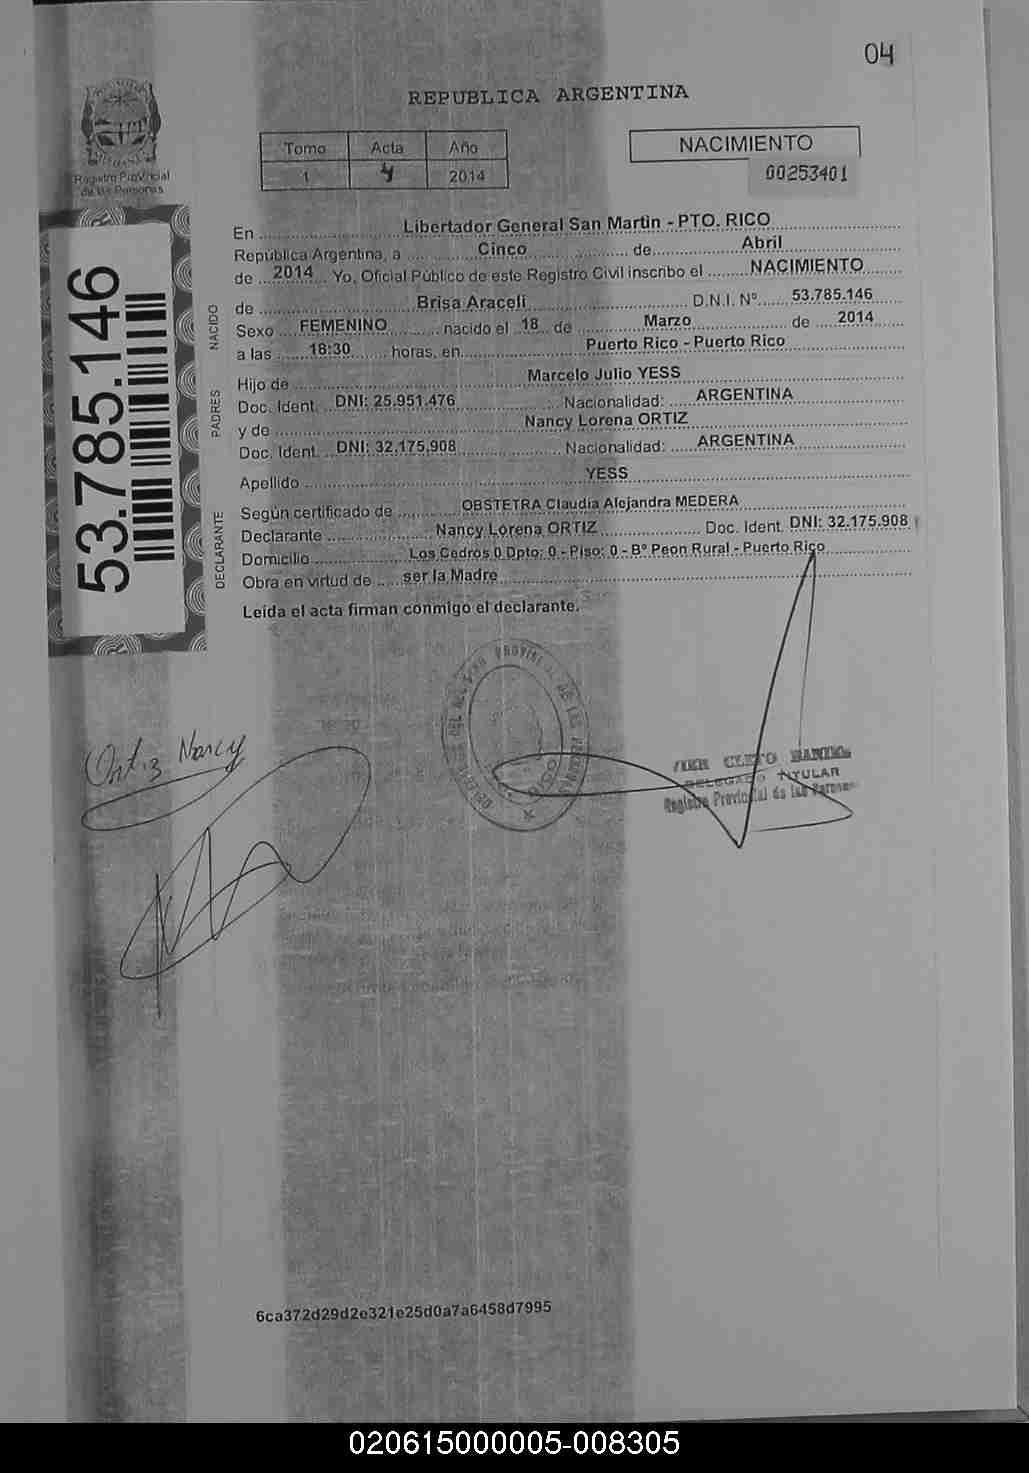 04
REPUBLICA ARGENTINA
Registro Provincial
de las Personas
Tomo Acta Año
1 4 2014
NACIMIENTO
00253401
53.785.146
NACIDO
PADRES
DECLARANTE
En Libertador General San Martin - PTO. RICO
República Argentina, a Cinco de Abril
de 2014 Yo, Oficial Público de este Registro Civil inscribo el NACIMIENTO
de Brisa Araceli D.N.I. Nº 53.785.146
Sexo FEMENINO nacido el 18 de Marzo de 2014
a las 18:30 horas, en Puerto Rico - Puerto Rico
Hijo de Marcelo Julio YESS
Doc. Ident. DNI: 25.951.476 Nacionalidad: ARGENTINA
y de Nancy Lorena ORTIZ
Doc. Ident. DNI: 32.175.908 Nacionalidad: ARGENTINA
Apellido YESS
Según certificado de OBSTETRA Claudia Alejandra MEDERA
Declarante Nancy Lorena ORTIZ Doc. Ident. DNI: 32.175.908
Domicilio Los Cedros 0 Dpto: 0 - Piso: 0 - Bº Peon Rural - Puerto Rico
Obra en virtud de ser la Madre
Leída el acta firman conmigo el declarante.
Ortiz Nancy
CLETO
DELEGADO TITULAR
Registro Provincial de las Personas
6ca372d29d2e321e25d0a7a6458d7995
020615000005-008305